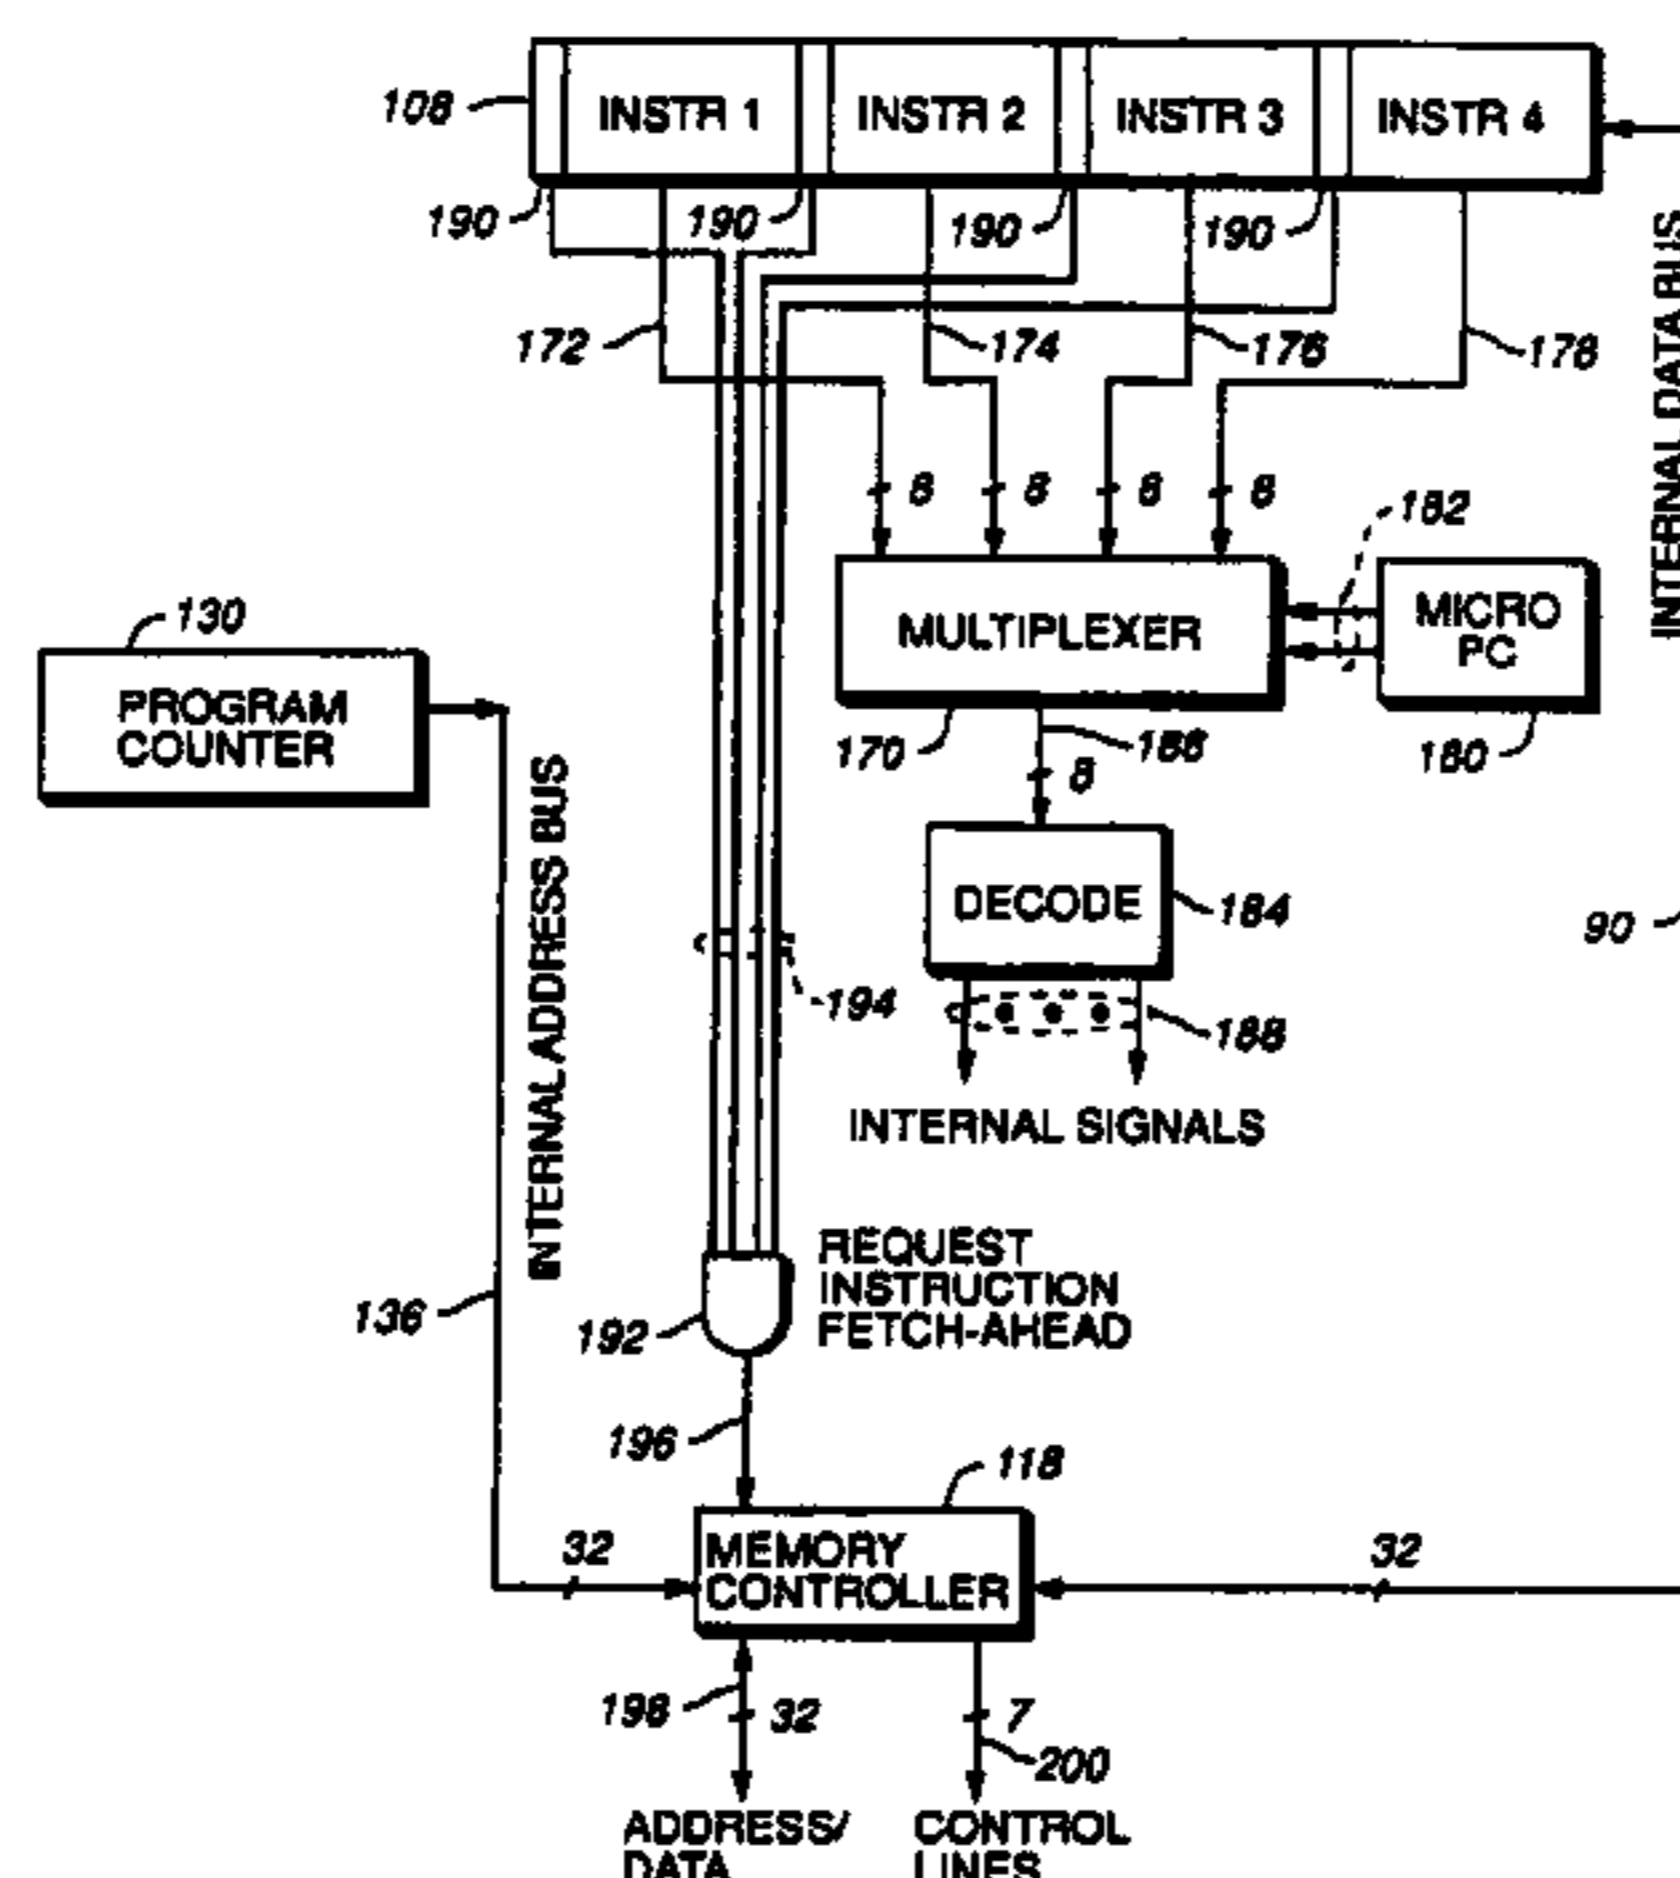 108
INSTR 1
INSTR 2
INSTR 3
INSTR 4
190
190
190
190
172
174
176
178
INTERNAL DATA BUS
8
8
8
8
182
130
PROGRAM
COUNTER
MULTIPLEXER
MICRO
PC
170
186
180
8
INTERNAL ADDRESS BUS
DECODE
184
90
194
188
INTERNAL SIGNALS
136
192
REQUEST
INSTRUCTION
FETCH-AHEAD
196
118
32
MEMORY
CONTROLLER
32
198
32
7
200
ADDRESS/
DATA
CONTROL
LINES